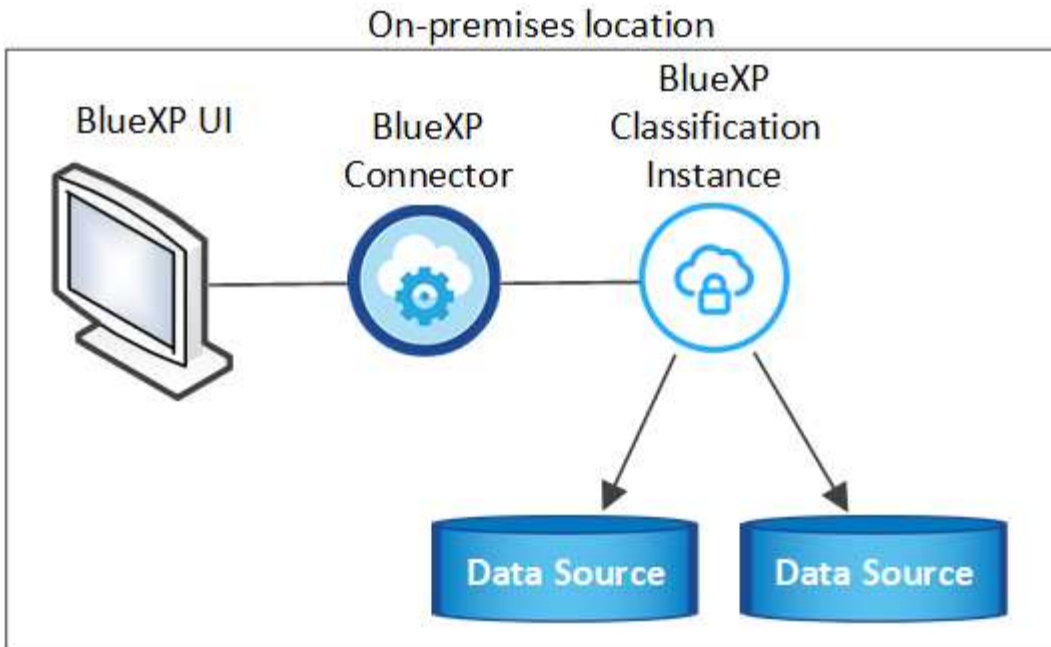 On-premises location
BlueXP UI
BlueXP
Connector
BlueXP
Classification
Instance
Data Source
Data Source